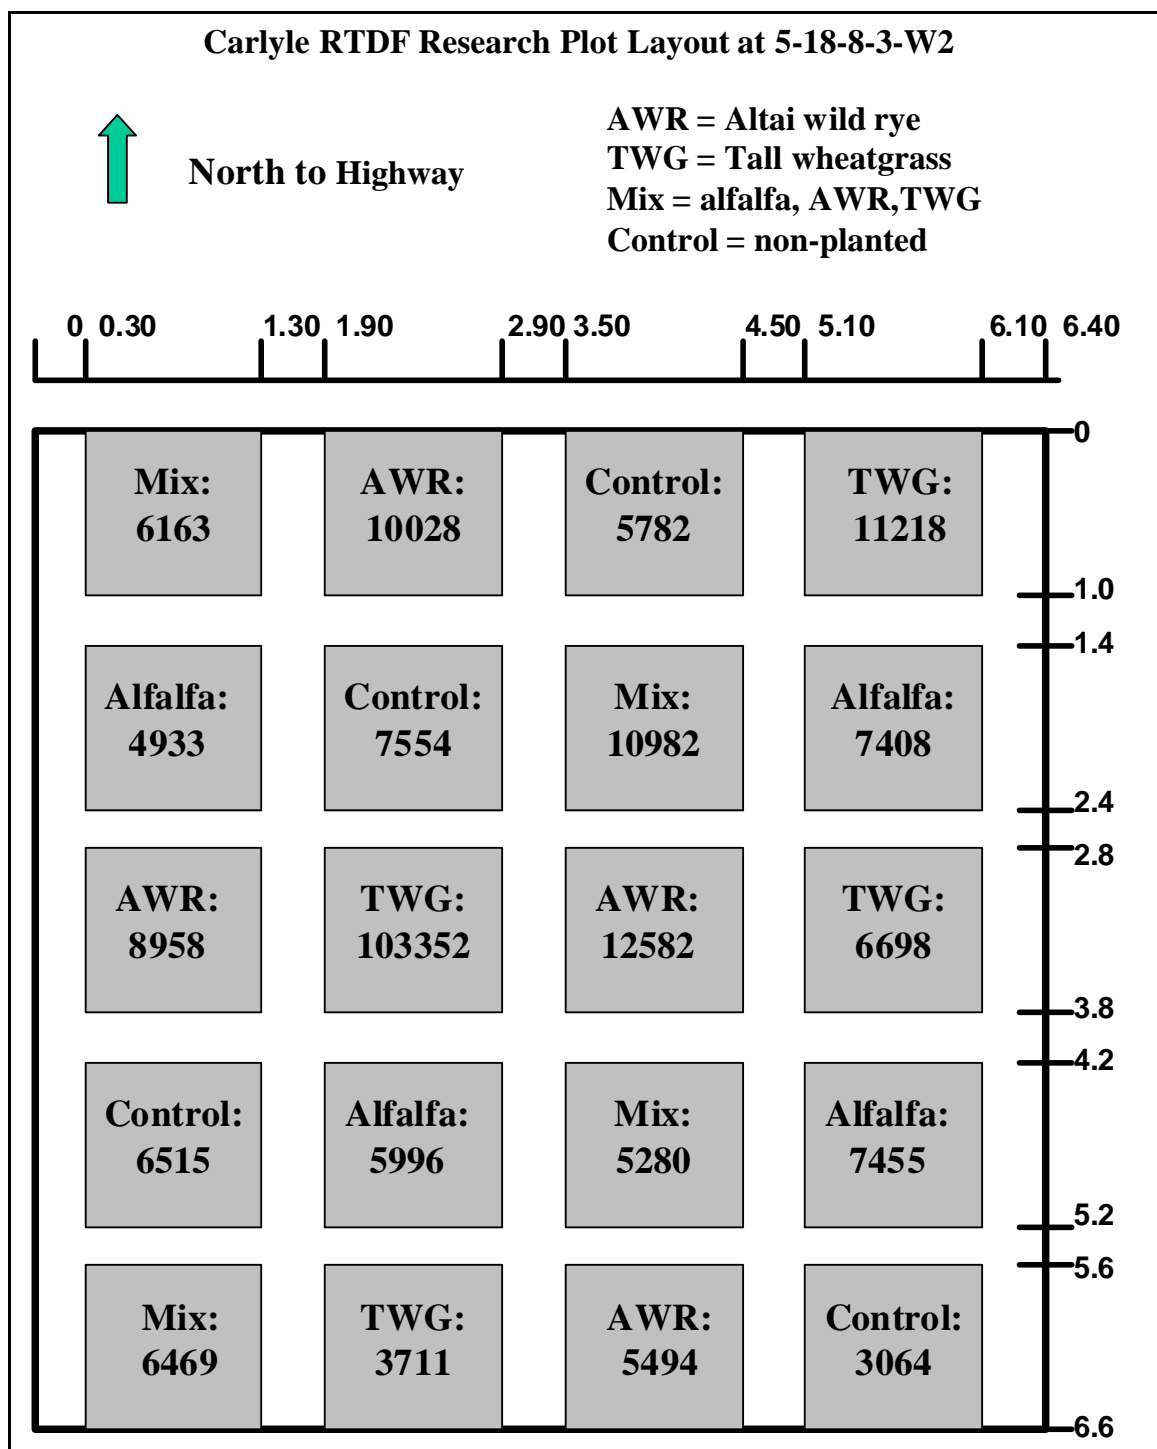 Carlyle RTDF Research Plot Layout at 5-18-8-3-W2
North to Highway
AWR = Altai wild rye
TWG = Tall wheatgrass
Mix = alfalfa, AWR,TWG
Control = non-planted
0 0.30 1.30 1.90 2.90 3.50 4.50 5.10 6.10 6.40
0
Mix: AWR: Control: TWG:
6163 10028 5782 11218
1.0
1.4
Alfalfa: Control: Mix: Alfalfa:
4933 7554 10982 7408
2.4
2.8
AWR: TWG: AWR: TWG:
8958 103352 12582 6698
3.8
4.2
Control: Alfalfa: Mix: Alfalfa:
6515 5996 5280 7455
5.2
5.6
Mix: TWG: AWR: Control:
6469 3711 5494 3064
6.6